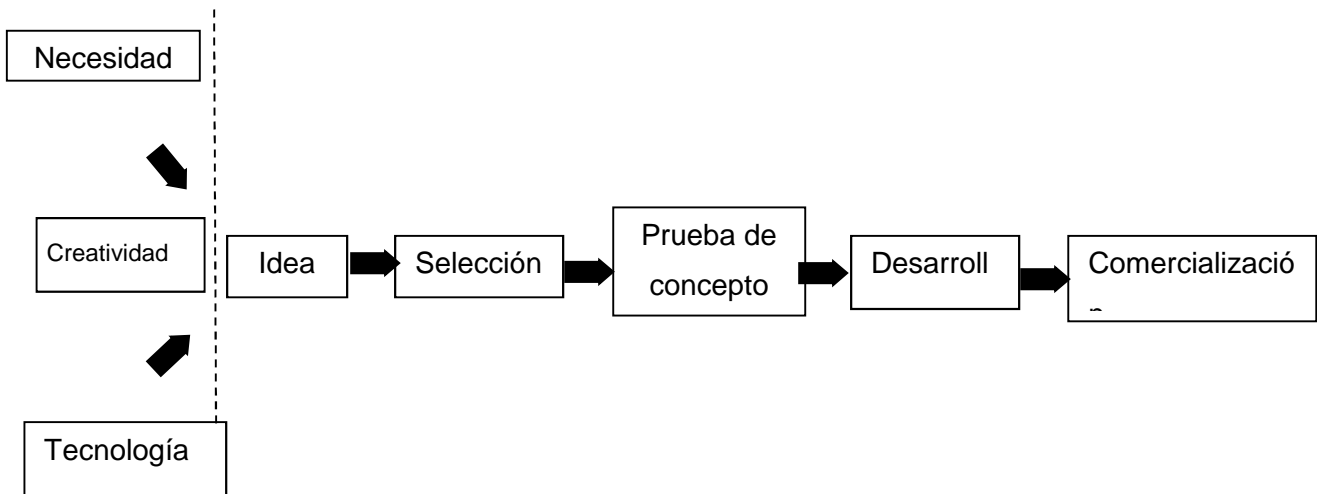 Necesidad
Creatividad
Tecnología
Idea
Selección
Prueba de
concepto
Desarroll
Comercializació